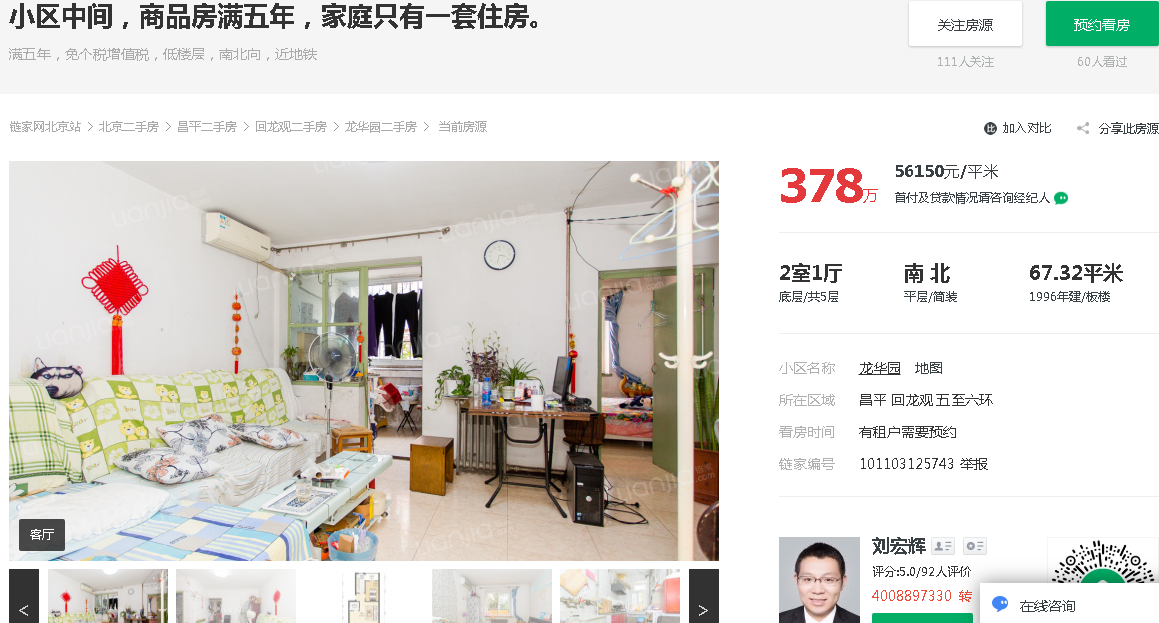 小区中间，商品房满五年，家庭只有一套住房。
满五年，免个税增值税，低楼层，南北向，近地铁
关注房源
111人关注
预约看房
60人看过
链家网北京站 > 北京二手房 > 昌平二手房 > 回龙观二手房 > 龙华园二手房 > 当前房源
加入对比
分享此房源
378万
56150元/平米
首付及贷款情况请咨询经纪人
2室1厅
底层/共5层
南 北
平层/简装
67.32平米
1996年建/板楼
小区名称 龙华园 地图
所在区域 昌平 回龙观 五至六环
看房时间 有租户需要预约
链家编号 101103125743 举报
客厅
刘宏辉
评分:5.0/92人评价
4008897330 转
在线咨询